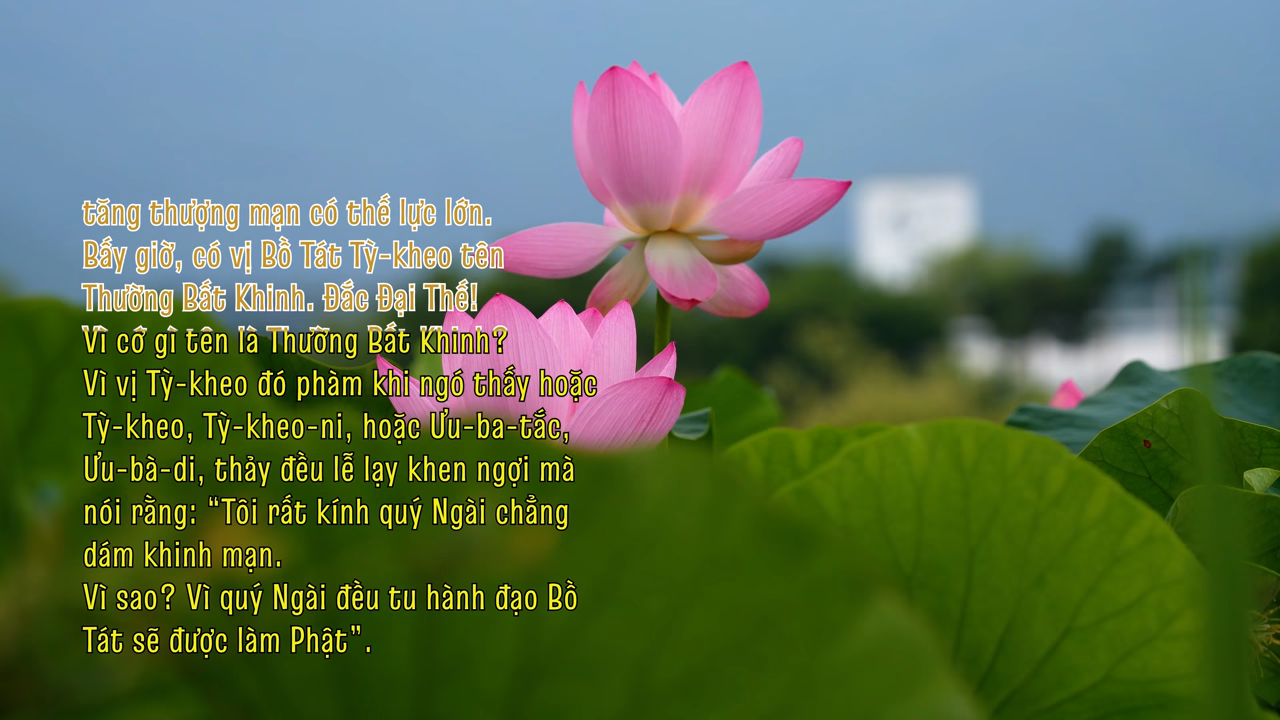 tăng thượng mạn có thế lực lớn.
Bấy giờ, có vị Bồ Tát Tỳ-kheo tên
Thường Bất Khinh. Đắc Đại Thế!
Vì cớ gì tên là Thường Bất Khinh?
Vì vị Tỳ-kheo đó phàm khi ngó thấy hoặc
Tỳ-kheo, Tỳ-kheo-ni, hoặc Ưu-ba-tắc,
Ưu-bà-di, thảy đều lễ lạy khen ngợi mà
nói rằng: “Tôi rất kính quý Ngài chẳng
dám khinh mạn.
Vì sao? Vì quý Ngài đều tu hành đạo Bồ
Tát sẽ được làm Phật”.